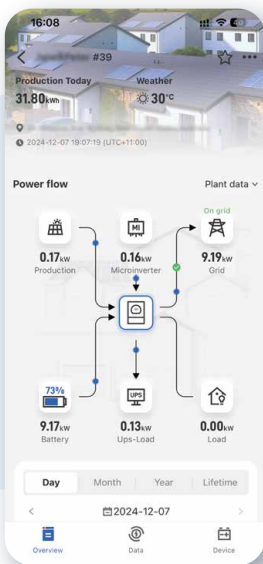 16:08
#39
Production Today
Weather
31.80kWh
30°C
2024-12-07 19:07:19 (UTC+11:00)
Power flow
Plant data
On grid
MI
0.17kW
0.16kW
9.19kW
Production
Microinverter
Grid
73%
UPS
9.17kW
0.13kW
0.00kW
Battery
Ups-Load
Load
Day
Month
Year
Lifetime
2024-12-07
Overview
Data
Device